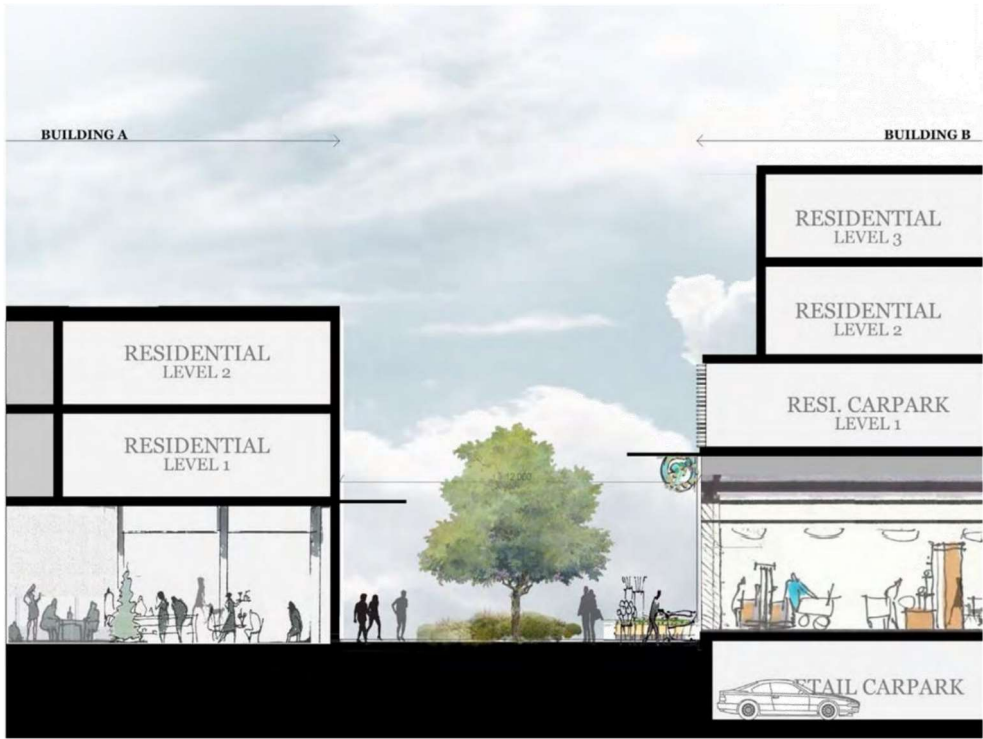 BUILDING A
BUILDING B
RESIDENTIAL
LEVEL 3
RESIDENTIAL
LEVEL 2
RESIDENTIAL
LEVEL 2
RESI. CARPARK
LEVEL 1
RESIDENTIAL
LEVEL 1
ETAIL CARPARK